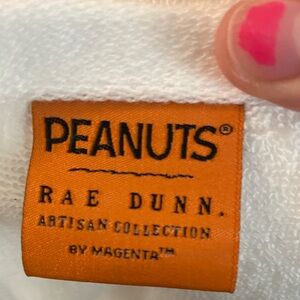 PEANUTS®
RAE DUNN.
ARTISAN COLLECTION
BY MAGENTA™